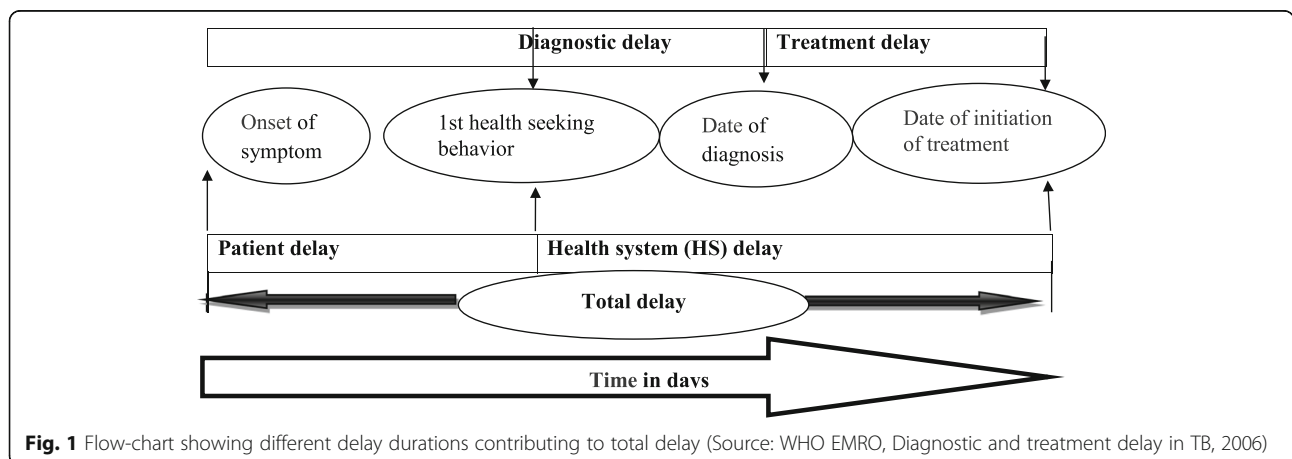 Diagnostic delay Treatment delay
Onset of
symptom
1st health seeking
behavior
Date of
diagnosis
Date of initiation
of treatment
Patient delay Health system (HS) delay
Total delay
Time in days
Fig. 1 Flow-chart showing different delay durations contributing to total delay (Source: WHO EMRO, Diagnostic and treatment delay in TB, 2006)